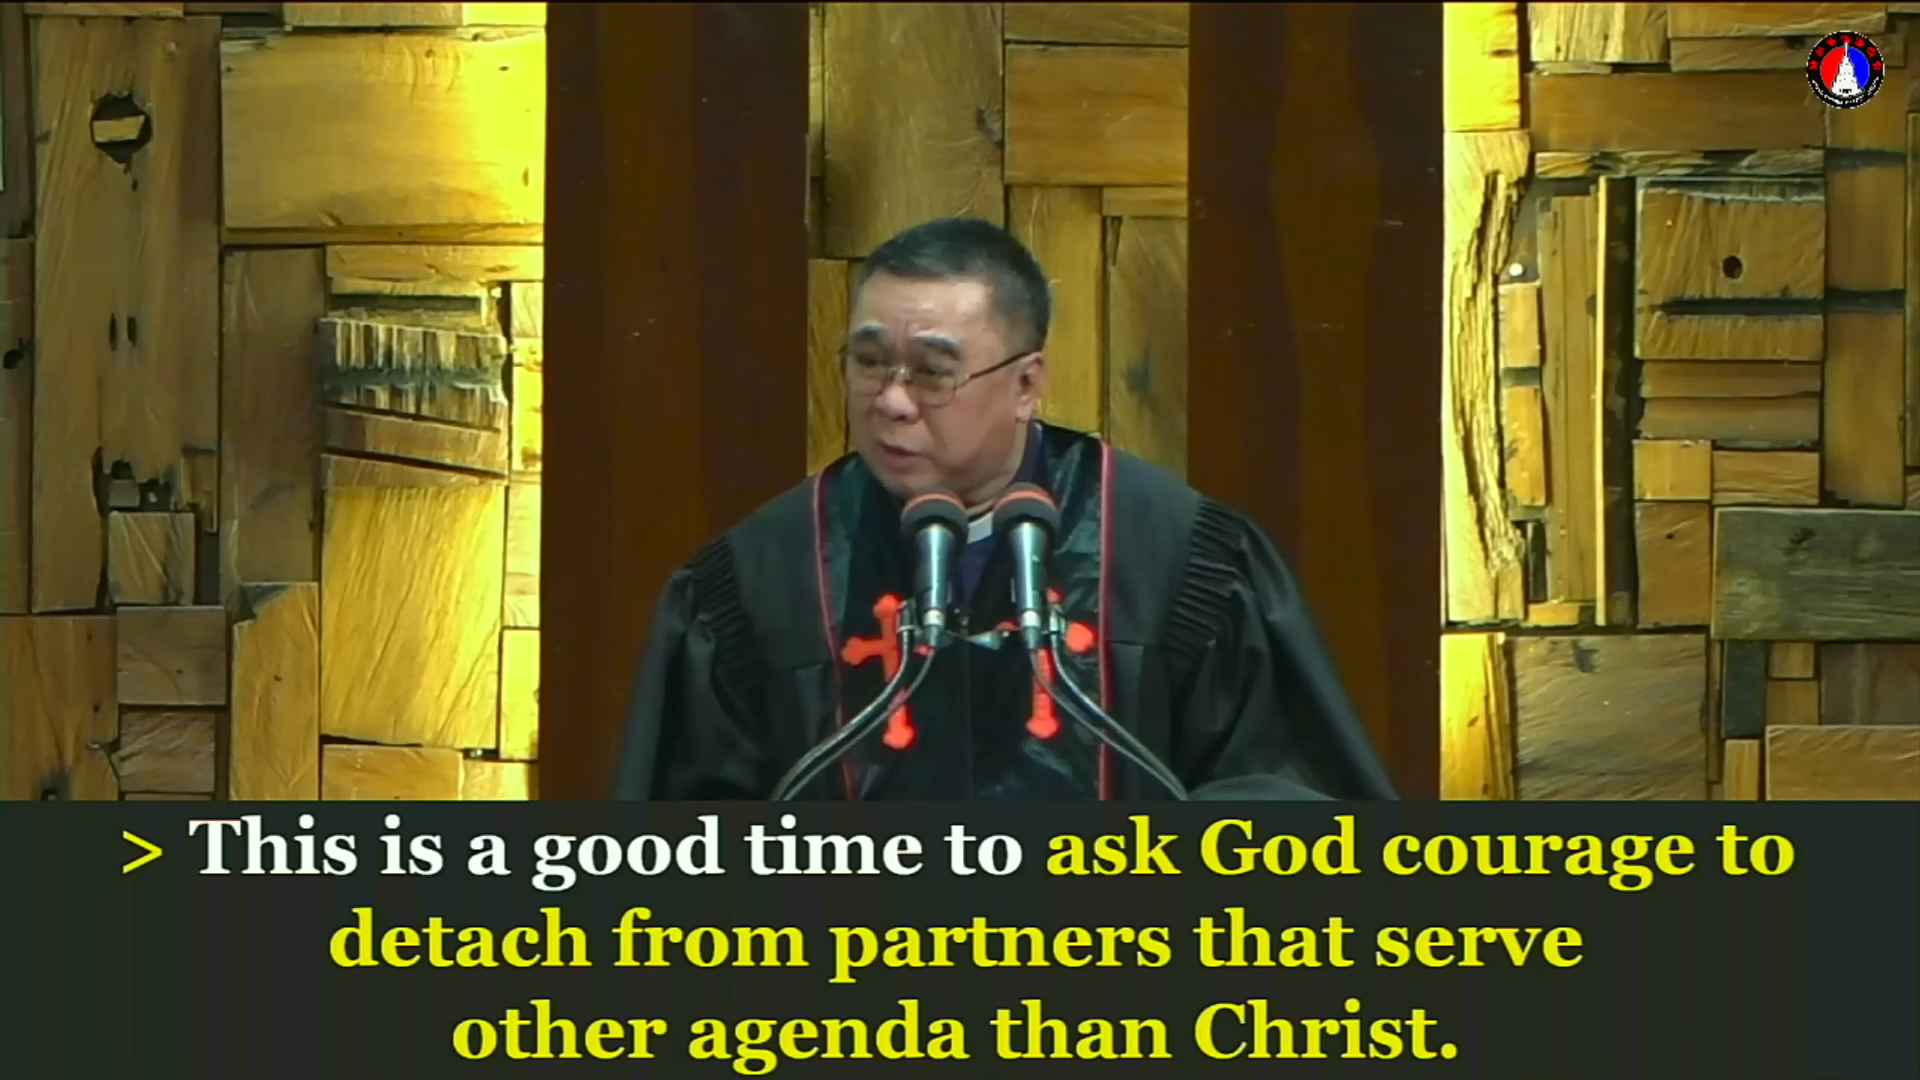 > This is a good time to ask God courage to
detach from partners that serve
other agenda than Christ.